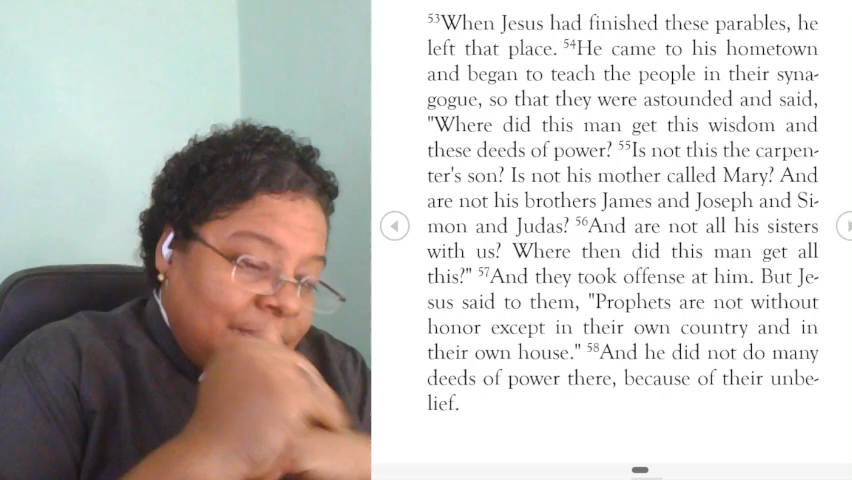 53When Jesus had finished these parables, he
left that place. 54He came to his hometown
and began to teach the people in their syna-
gogue, so that they were astounded and said,
"Where did this man get this wisdom and
these deeds of power? 55Is not this the carpen-
ter's son? Is not his mother called Mary? And
are not his brothers James and Joseph and Si-
mon and Judas? 56And are not all his sisters
with us? Where then did this man get all
this?" 57And they took offense at him. But Je-
sus said to them, "Prophets are not without
honor except in their own country and in
their own house." 58And he did not do many
deeds of power there, because of their unbe-
lief.